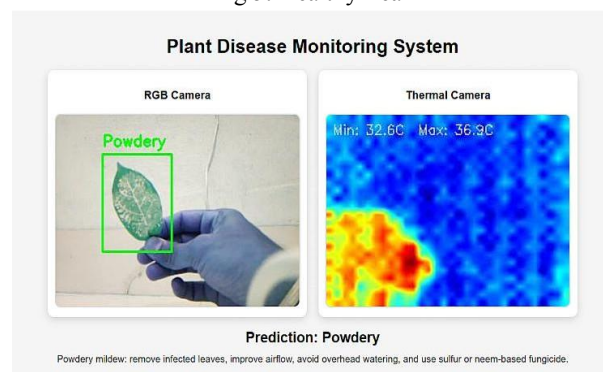 Plant Disease Monitoring System
RGB Camera
Thermal Camera
Powdery
Min: 32.6C Max: 36.9C
Prediction: Powdery
Powdery mildew: remove infected leaves, improve airflow, avoid overhead watering, and use sulfur or neem-based fungicide.